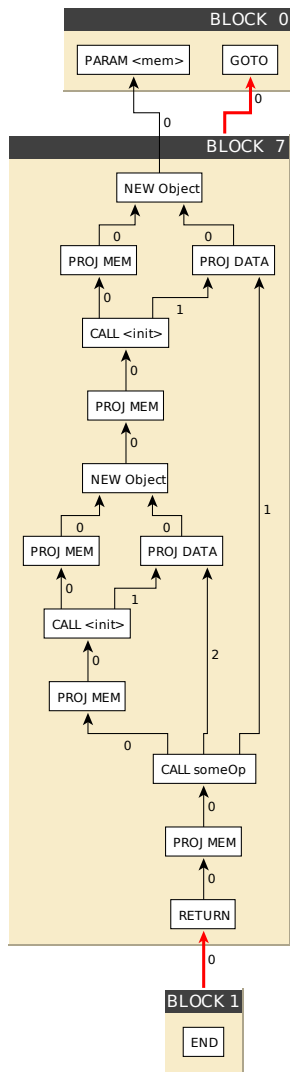 BLOCK 0
PARAM <mem>
GOTO
0
0
BLOCK 7
NEW Object
0
0
PROJ MEM
PROJ DATA
0
1
CALL <init>
0
PROJ MEM
0
NEW Object
1
0
0
PROJ MEM
PROJ DATA
0
1
CALL <init>
2
0
PROJ MEM
0
CALL someOp
0
PROJ MEM
0
RETURN
0
BLOCK 1
END